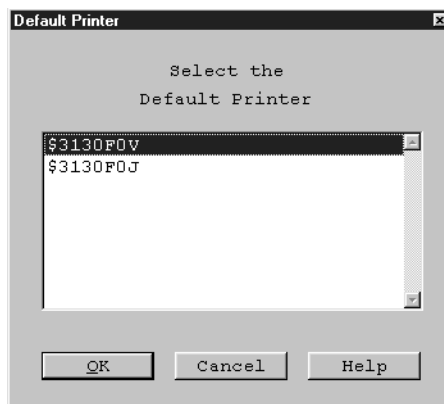 Default Printer
Select the
Default Printer
$3130F0V
$3130F0J
OK
Cancel
Help